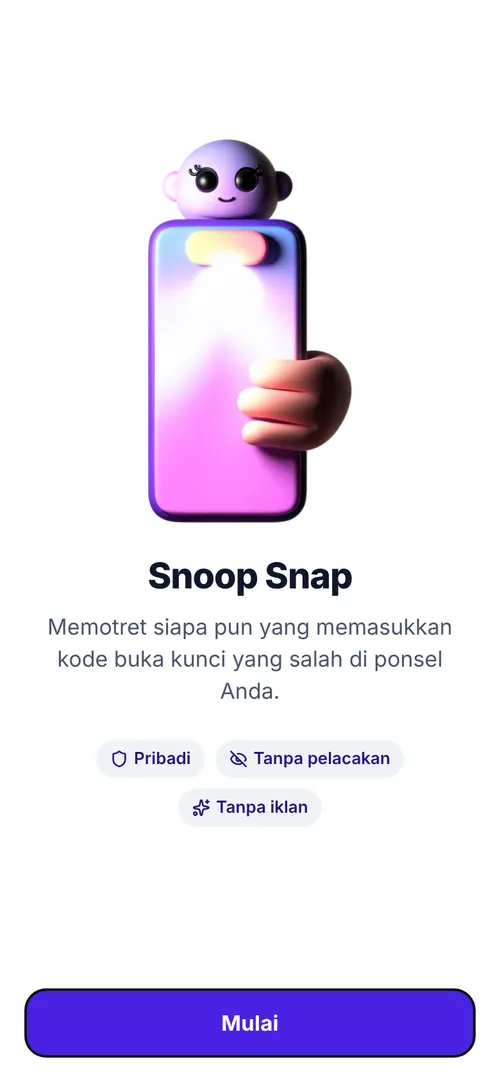 Snoop Snap
Memotret siapa pun yang memasukkan
kode buka kunci yang salah di ponsel
Anda.
Pribadi
Tanpa pelacakan
Tanpa iklan
Mulai